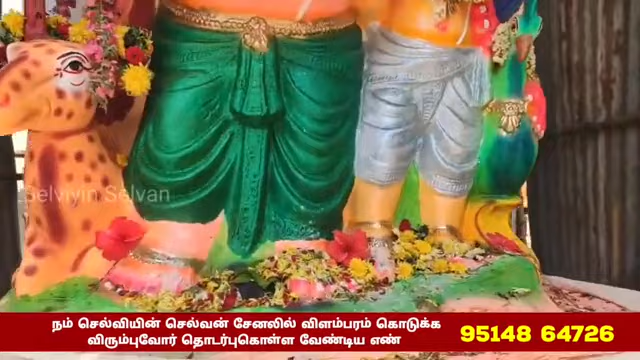 Selviyin Selvan
நம் செல்வியின் செல்வன் சேனலில் விளம்பரம் கொடுக்க
விரும்புவோர் தொடர்புகொள்ள வேண்டிய எண்
95148 64726